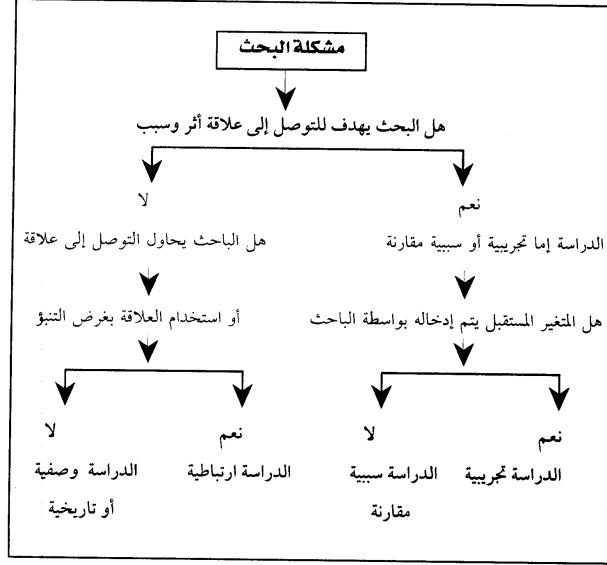 مشكلة البحث
هل البحث يهدف للتوصل إلى علاقة أثر وسبب
نعم
لا
الدراسة إما تجريبية أو سببية مقارنة
هل الباحث يحاول التوصل إلى علاقة
هل المتغير المستقبل يتم إدخاله بواسطة الباحث
أو استخدام العلاقة بغرض التنبؤ
نعم
لا
نعم
لا
الدراسة تجريبية
الدراسة سببية
مقارنة
الدراسة ارتباطية
الدراسة وصفية
أو تاريخية